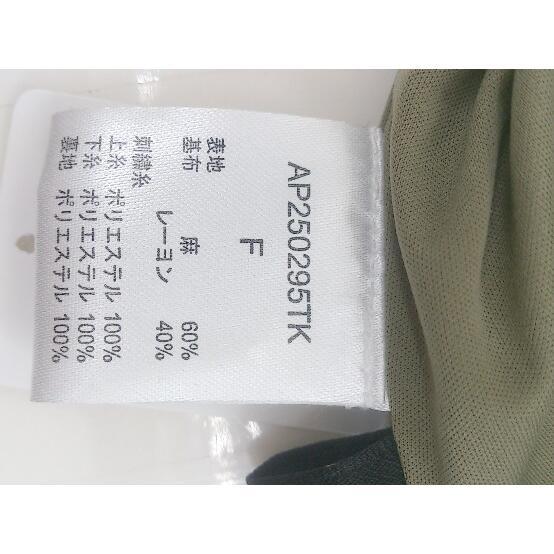 AP250295TK
F
表地
基布 麻 60%
レーヨン 40%
刺繍糸
上糸 ポリエステル 100%
下糸 ポリエステル 100%
裏地 ポリエステル 100%